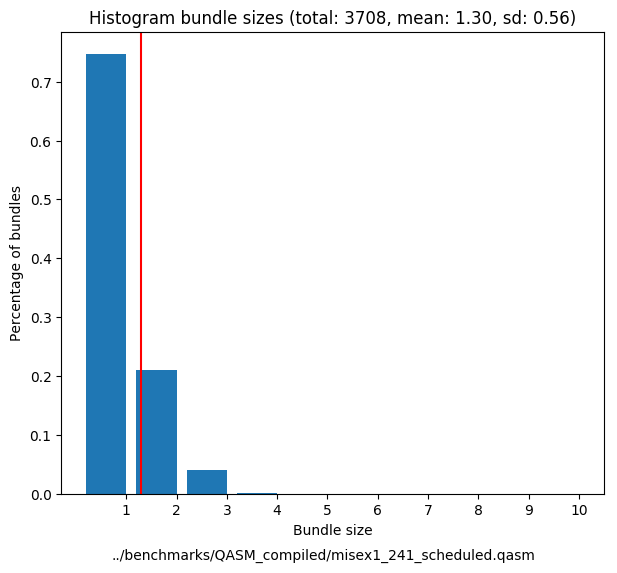 Histogram bundle sizes (total: 3708, mean: 1.30, sd: 0.56)
Percentage of bundles
0.7
0.6
0.5
0.4
0.3
0.2
0.1
0.0
1 2 3 4 5 6 7 8 9 10
Bundle size
../benchmarks/QASM_compiled/misex1_241_scheduled.qasm